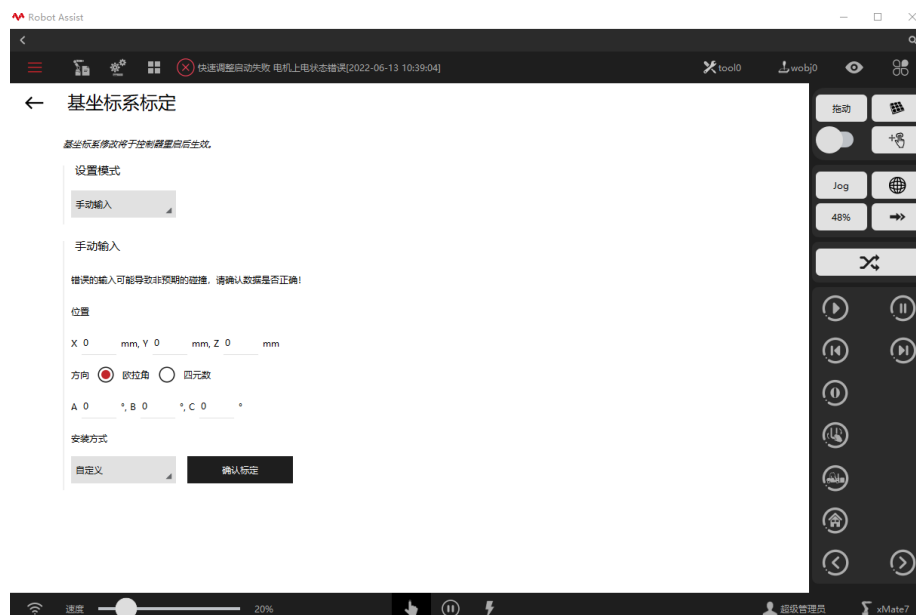 Robot Assist
快速调整启动失败 电机上电状态错误[2022-06-13 10:39:04]
tool0
wobj0
基坐标系标定
拖动
基坐标系修改将于控制器重启后生效。
设置模式
手动输入
Jog
48%
手动输入
错误的输入可能导致非预期的碰撞，请确认数据是否正确!
位置
X 0 mm, Y 0 mm, Z 0 mm
方向 欧拉角 四元数
A 0 °, B 0 °, C 0 °
安装方式
自定义
确认标定
速度 20%
超级管理员
xMate7